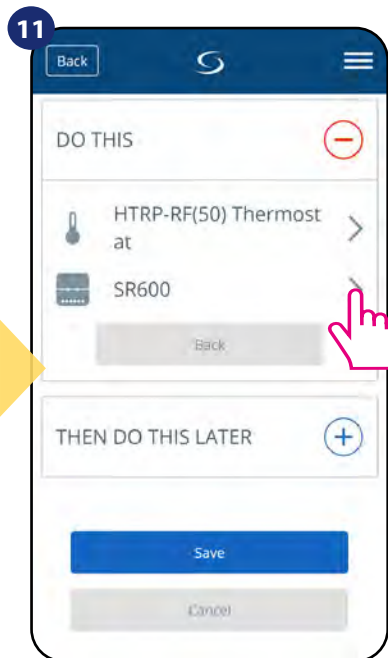 11
Back
DO THIS
HTRP-RF(50) Thermost
at
SR600
Back
THEN DO THIS LATER
Save
Cancel